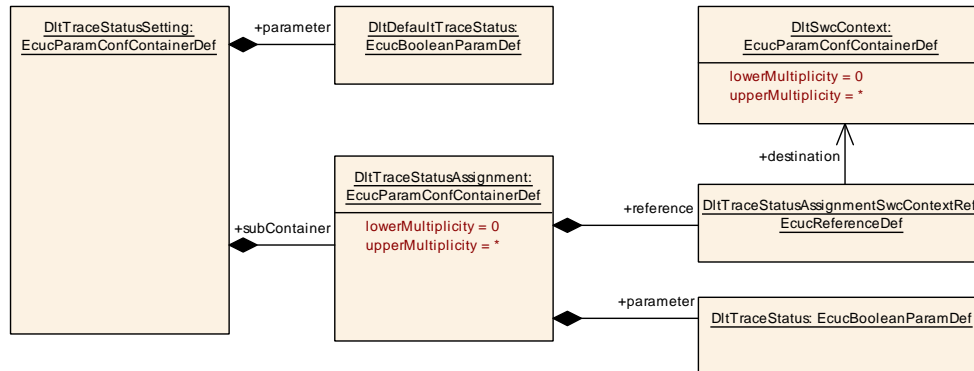 DltTraceStatusSetting:
EcucParamConfContainerDef
+parameter
DltDefaultTraceStatus:
EcucBooleanParamDef
DltSwcContext:
EcucParamConfContainerDef
lowerMultiplicity = 0
upperMultiplicity = *
+destination
DltTraceStatusAssignment:
EcucParamConfContainerDef
lowerMultiplicity = 0
upperMultiplicity = *
+subContainer
+reference
DltTraceStatusAssignmentSwcContextRef
EcucReferenceDef
+parameter
DltTraceStatus: EcucBooleanParamDef